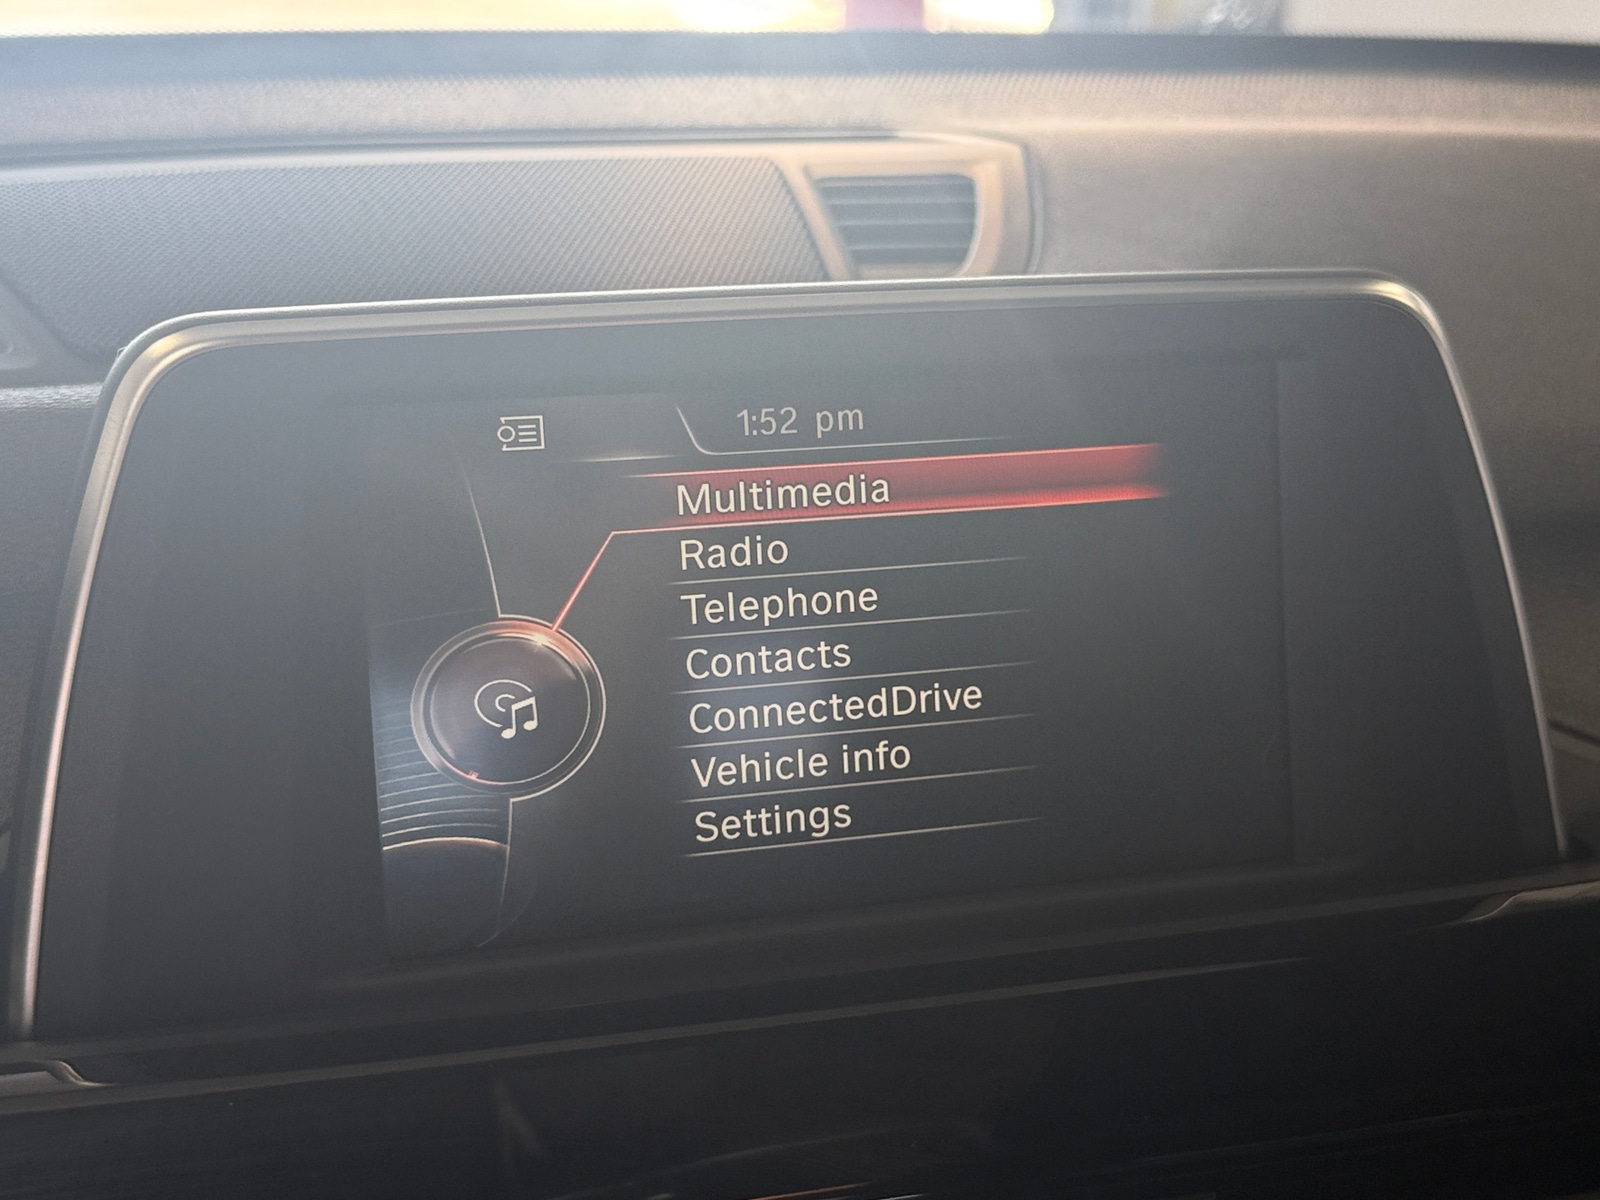 1:52 pm
Multimedia
Radio
Telephone
Contacts
ConnectedDrive
Vehicle info
Settings